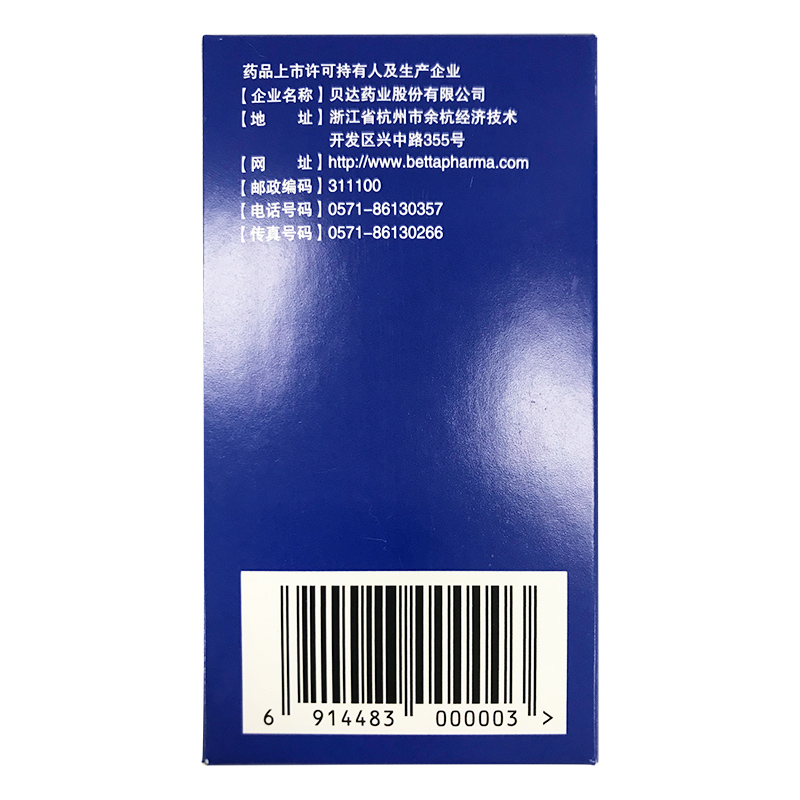 药品上市许可持有人及生产企业
【企业名称】贝达药业股份有限公司
【地　　址】浙江省杭州市余杭经济技术
开发区兴中路355号
【网　　址】http://www.bettapharma.com
【邮政编码】311100
【电话号码】0571-86130357
【传真号码】0571-86130266
6 914483 000003 >